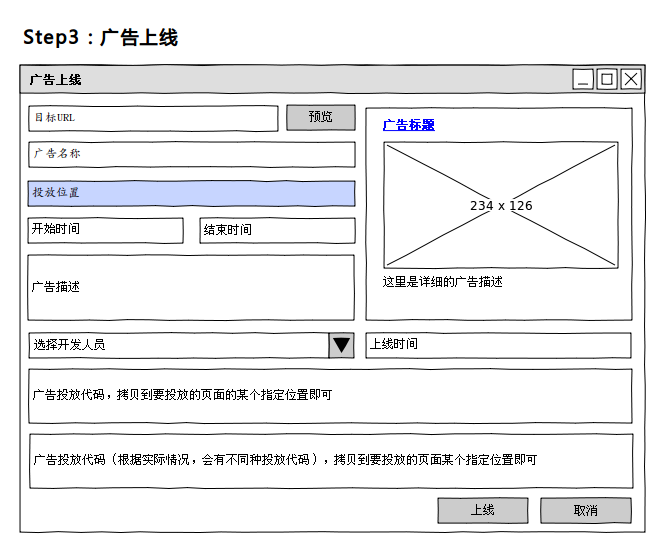 Step3：广告上线
广告上线
目标URL
预览
广告标题
广告名称
投放位置
234 x 126
开始时间
结束时间
广告描述
这里是详细的广告描述
选择开发人员
上线时间
广告投放代码，拷贝到要投放的页面的某个指定位置即可
广告投放代码（根据实际情况，会有不同种投放代码），拷贝到要投放的页面某个指定位置即可
上线
取消